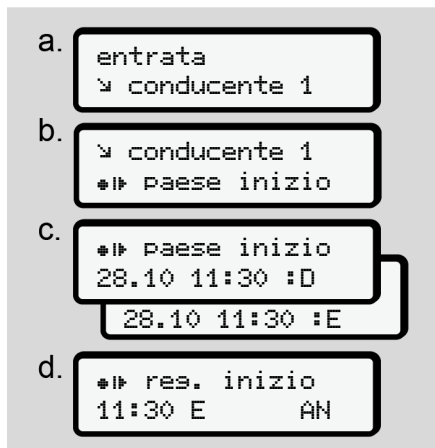 a.
entrata
↘ conducente 1
b.
↘ conducente 1
●I▶ paese inizio
c.
●I▶ paese inizio
28.10 11:30 :D
28.10 11:30 :E
d.
●I▶ reg. inizio
11:30 E AN